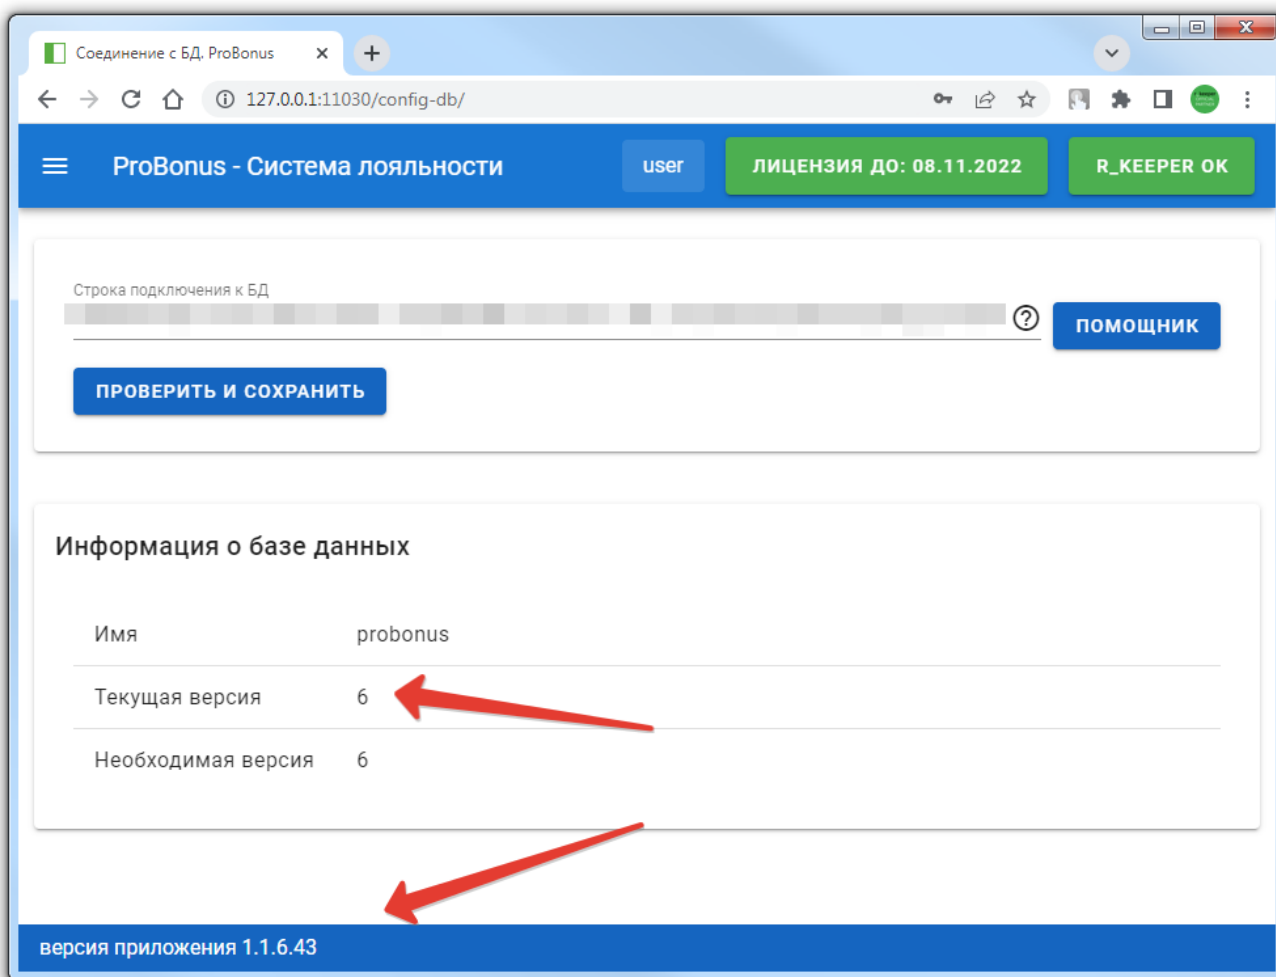 Соединение с БД. ProBonus
127.0.0.1:11030/config-db/
ProBonus - Система лояльности
user
ЛИЦЕНЗИЯ ДО: 08.11.2022
R_KEEPER OK
Строка подключения к БД
ПОМОЩНИК
ПРОВЕРИТЬ И СОХРАНИТЬ
Информация о базе данных
Имя probonus
Текущая версия 6
Необходимая версия 6
версия приложения 1.1.6.43